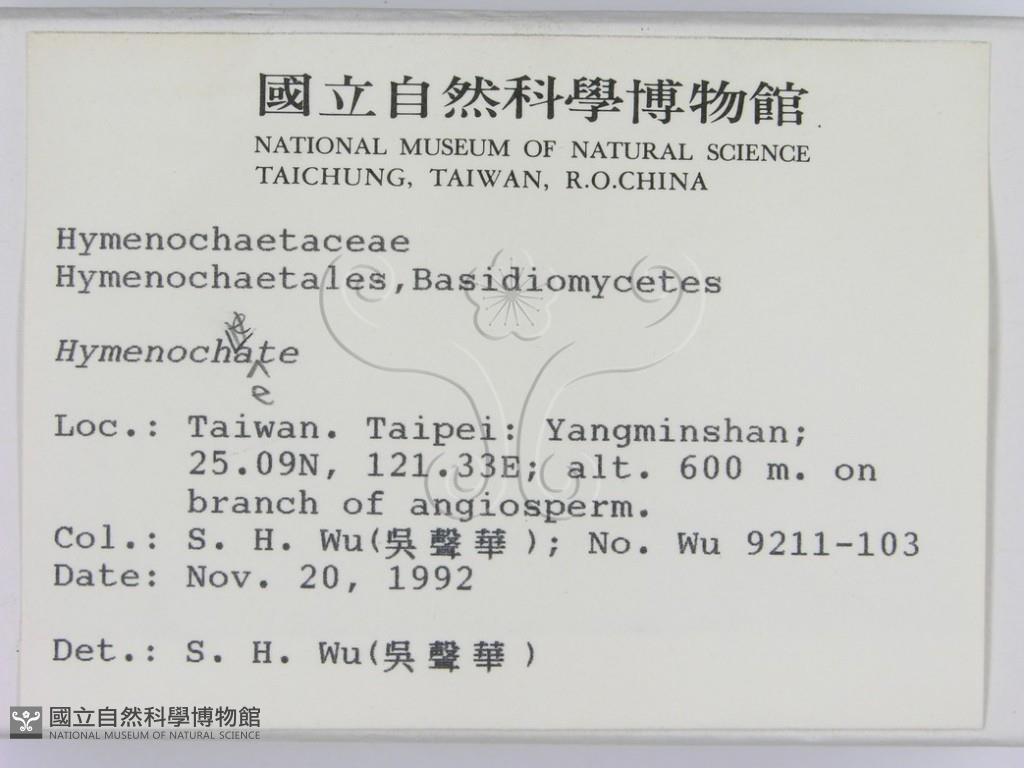 國立自然科學博物館
NATIONAL MUSEUM OF NATURAL SCIENCE
TAICHUNG, TAIWAN, R.O.CHINA
Hymenochaetaceae
Hymenochaetales,Basidiomycetes
Hymenochate
e
Loc.: Taiwan. Taipei: Yangminshan;
25.09N, 121.33E; alt. 600 m. on
branch of angiosperm.
Col.: S. H. Wu(吳聲華); No. Wu 9211-103
Date: Nov. 20, 1992
Det.: S. H. Wu(吳聲華)
國立自然科學博物館
NATIONAL MUSEUM OF NATURAL SCIENCE